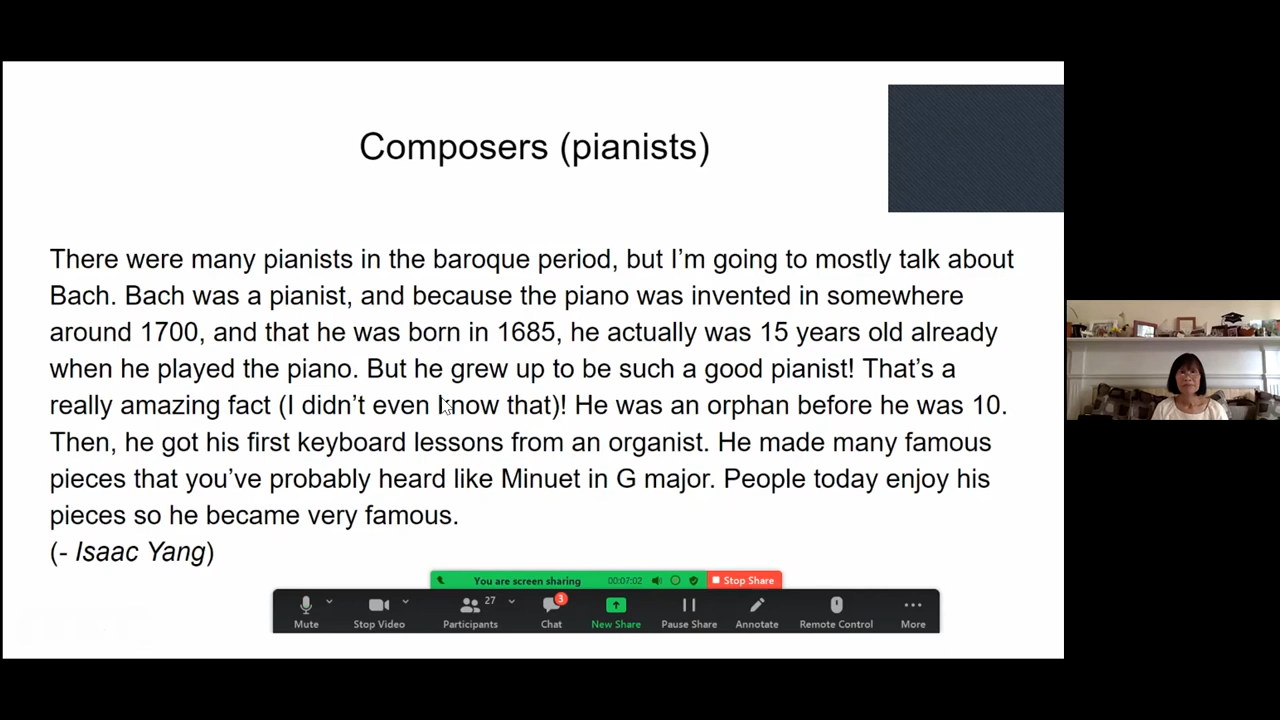 Composers (pianists)
There were many pianists in the baroque period, but I'm going to mostly talk about
Bach. Bach was a pianist, and because the piano was invented in somewhere
around 1700, and that he was born in 1685, he actually was 15 years old already
when he played the piano. But he grew up to be such a good pianist! That's a
really amazing fact (I didn't even know that)! He was an orphan before he was 10.
Then, he got his first keyboard lessons from an organist. He made many famous
pieces that you've probably heard like Minuet in G major. People today enjoy his
pieces so he became very famous.
(- Isaac Yang)
You are screen sharing 00:07:02 Stop Share
27 3
Mute Stop Video Participants Chat New Share Pause Share Annotate Remote Control More